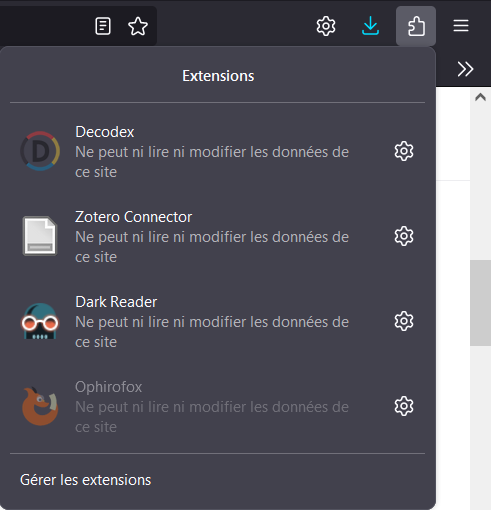 Extensions
Decodex
Ne peut ni lire ni modifier les données de
ce site
Zotero Connector
Ne peut ni lire ni modifier les données de
ce site
Dark Reader
Ne peut ni lire ni modifier les données de
ce site
Ophirofox
Ne peut ni lire ni modifier les données de
ce site
Gérer les extensions